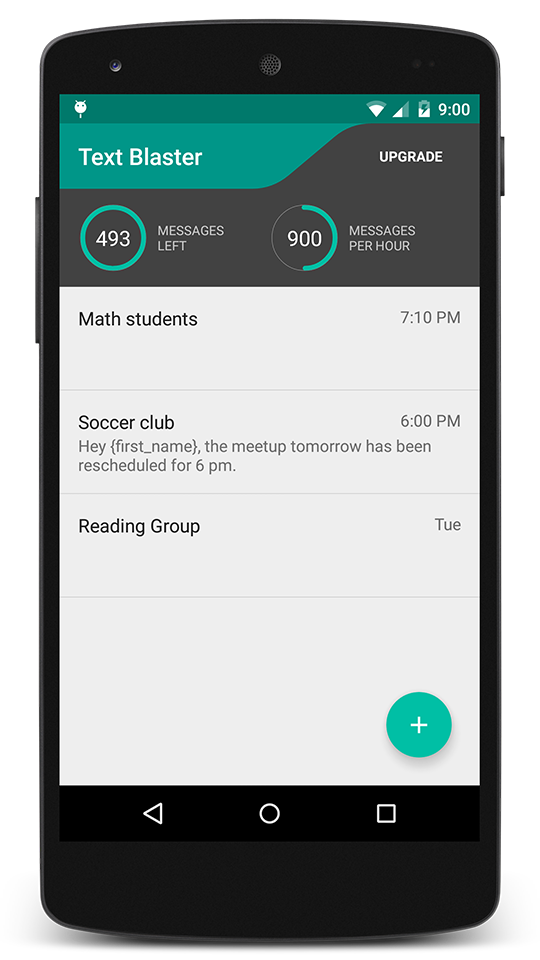 9:00
Text Blaster
UPGRADE
493
MESSAGES
LEFT
900
MESSAGES
PER HOUR
Math students
7:10 PM
Soccer club
6:00 PM
Hey {first_name}, the meetup tomorrow has been
rescheduled for 6 pm.
Reading Group
Tue